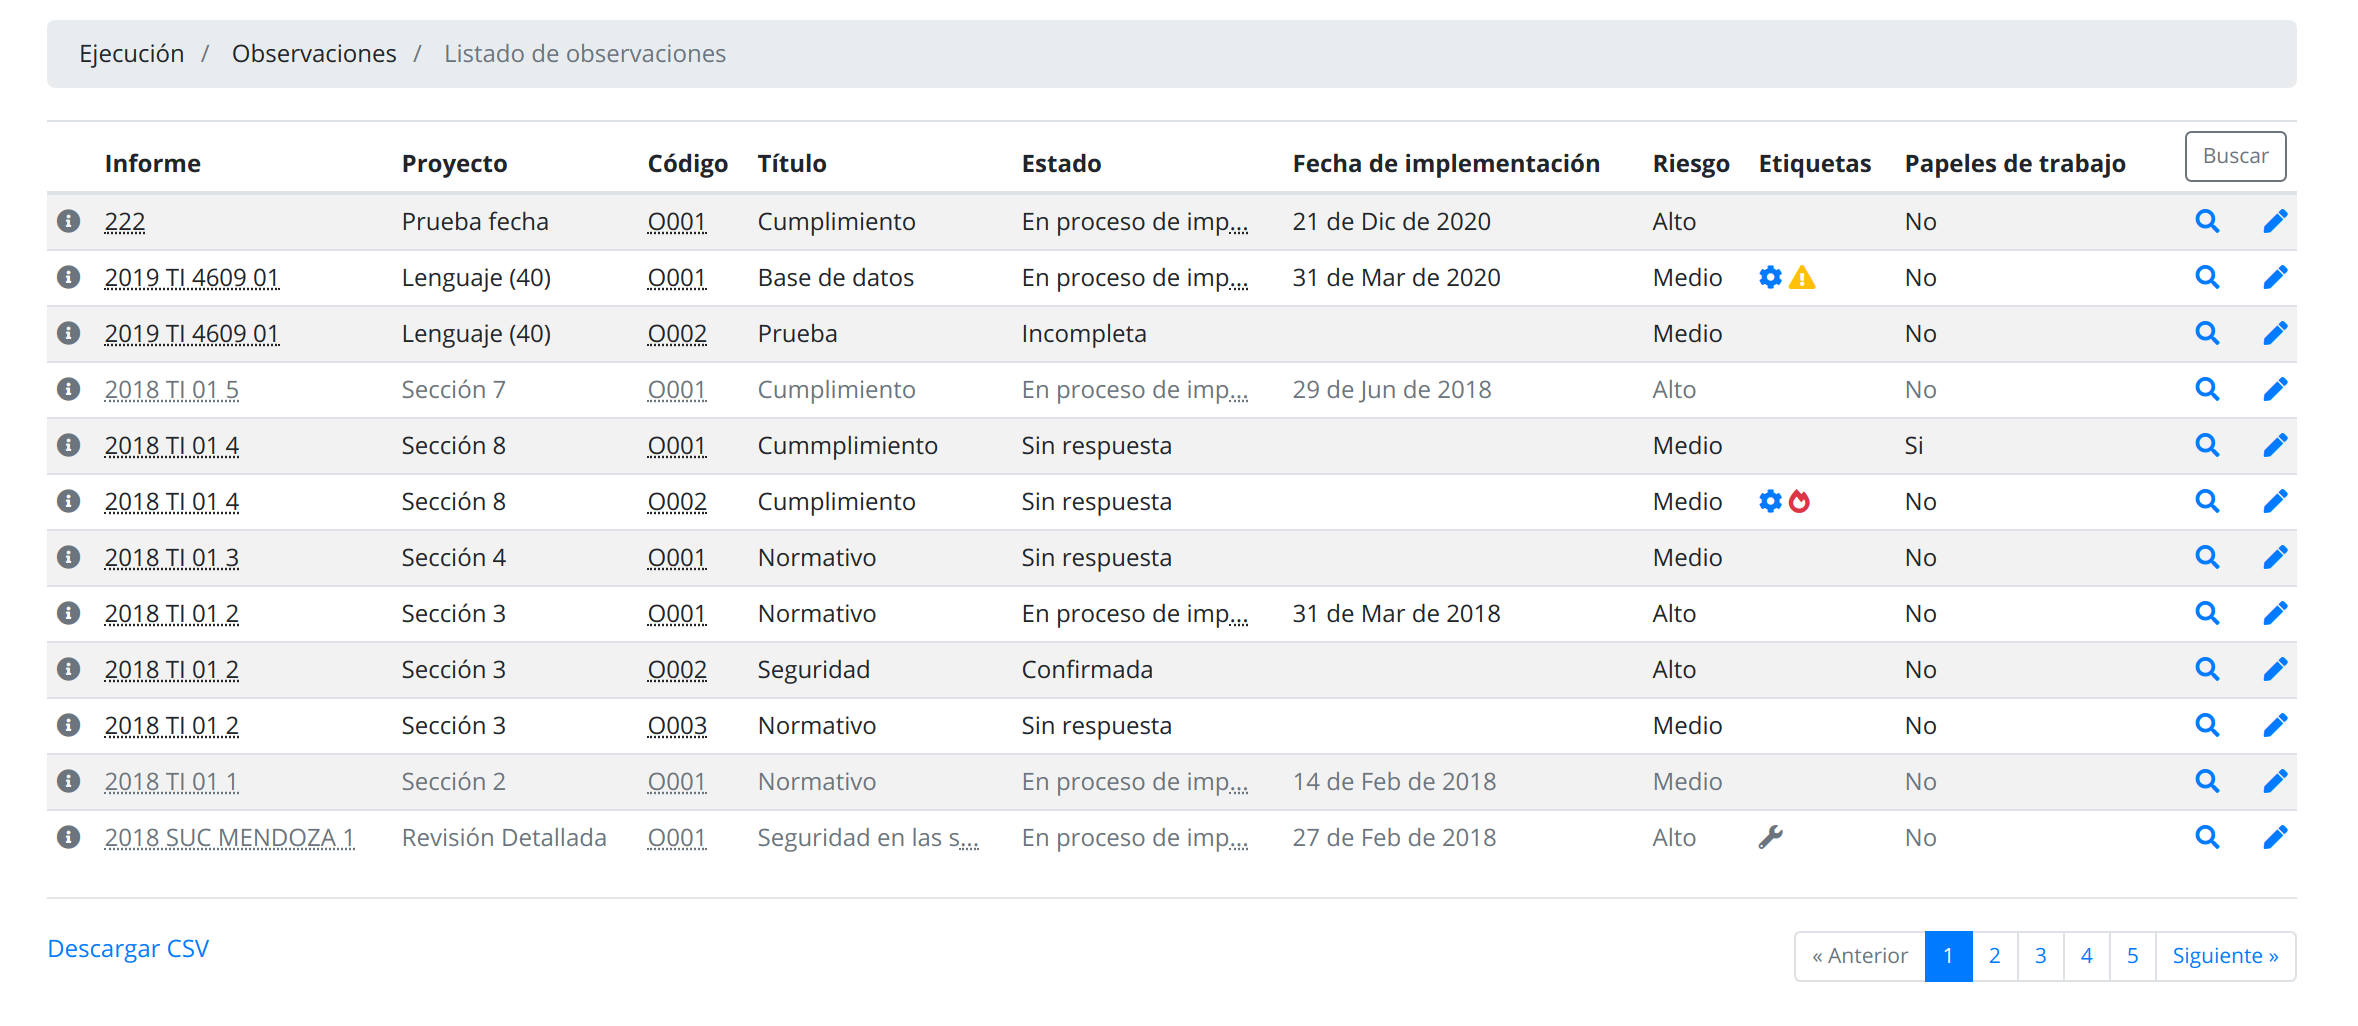 Ejecución / Observaciones / Listado de observaciones
Informe Proyecto Código Título Estado Fecha de implementación Riesgo Etiquetas Papeles de trabajo Buscar
222 Prueba fecha O001 Cumplimiento En proceso de imp... 21 de Dic de 2020 Alto No
2019 TI 4609 01 Lenguaje (40) O001 Base de datos En proceso de imp... 31 de Mar de 2020 Medio No
2019 TI 4609 01 Lenguaje (40) O002 Prueba Incompleta Medio No
2018 TI 01 5 Sección 7 O001 Cumplimiento En proceso de imp... 29 de Jun de 2018 Alto No
2018 TI 01 4 Sección 8 O001 Cummplimiento Sin respuesta Medio Si
2018 TI 01 4 Sección 8 O002 Cumplimiento Sin respuesta Medio No
2018 TI 01 3 Sección 4 O001 Normativo Sin respuesta Medio No
2018 TI 01 2 Sección 3 O001 Normativo En proceso de imp... 31 de Mar de 2018 Alto No
2018 TI 01 2 Sección 3 O002 Seguridad Confirmada Alto No
2018 TI 01 2 Sección 3 O003 Normativo Sin respuesta Medio No
2018 TI 01 1 Sección 2 O001 Normativo En proceso de imp... 14 de Feb de 2018 Medio No
2018 SUC MENDOZA 1 Revisión Detallada O001 Seguridad en las s... En proceso de imp... 27 de Feb de 2018 Alto No
Descargar CSV
« Anterior 1 2 3 4 5 Siguiente »